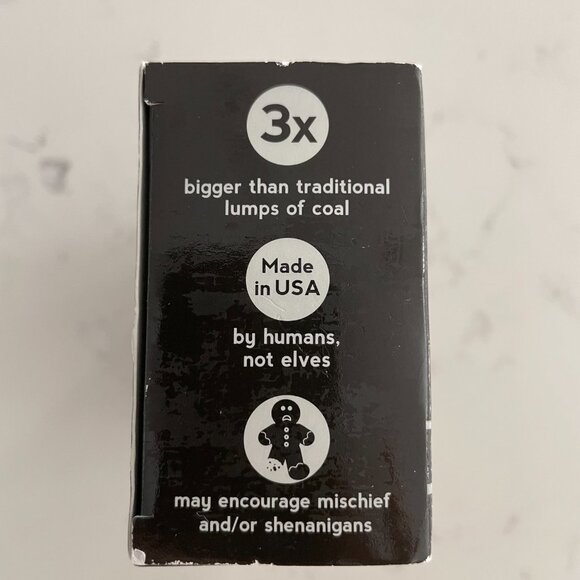 3x
bigger than traditional
lumps of coal
Made
in USA
by humans,
not elves
may encourage mischief
and/or shenanigans